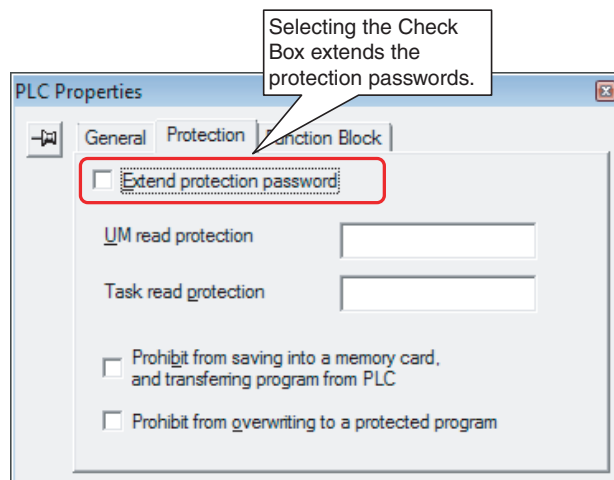 Selecting the Check
Box extends the
protection passwords.
PLC Properties
General Protection Function Block
Extend protection password
UM read protection
Task read protection
Prohibit from saving into a memory card,
and transferring program from PLC
Prohibit from overwriting to a protected program